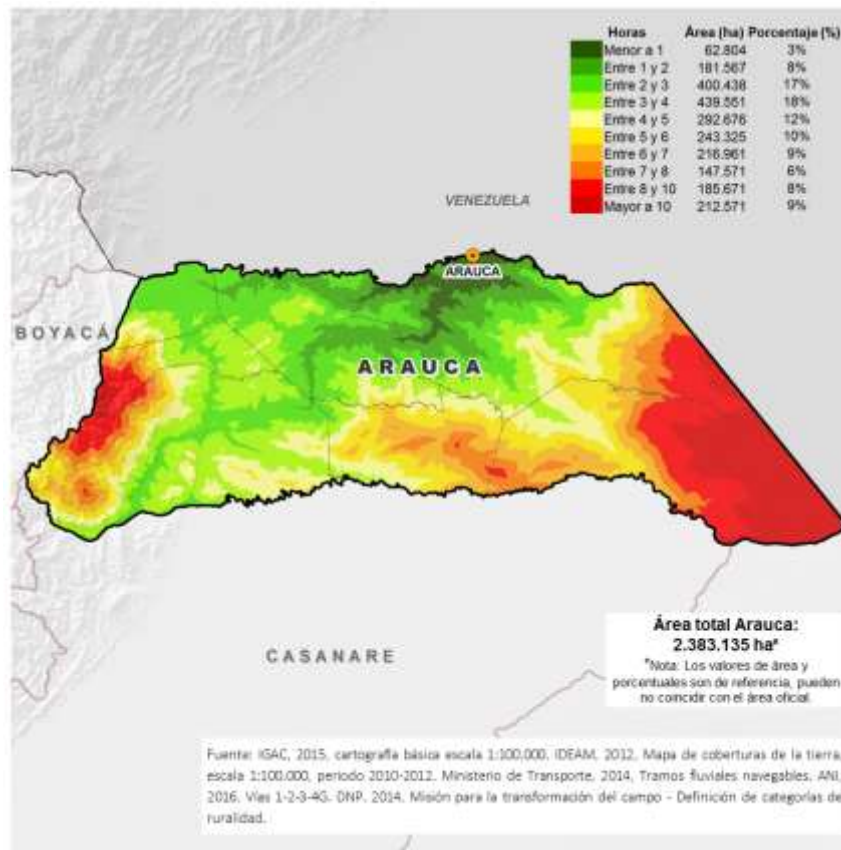 Horas Área (ha) Porcentaje (%)
Menor a 1 62.804 3%
Entre 1 y 2 181.567 8%
Entre 2 y 3 400.438 17%
Entre 3 y 4 439.551 18%
Entre 4 y 5 292.676 12%
Entre 5 y 6 243.325 10%
Entre 6 y 7 216.961 9%
Entre 7 y 8 147.571 6%
Entre 8 y 10 185.671 8%
Mayor a 10 212.571 9%
VENEZUELA
ARAUCA
BOYACÁ
ARAUCA
CASANARE
Área total Arauca:
2.383.135 ha*
*Nota: Los valores de área y
porcentuales son de referencia, pueden
no coincidir con el área oficial.
Fuente: IGAC, 2015, cartografía básica escala 1:100.000. IDEAM, 2012, Mapa de coberturas de la tierra,
escala 1:100.000, periodo 2010-2012. Ministerio de Transporte, 2014, Tramos fluviales navegables. ANI,
2016, Vías 1-2-3-4G. DNP. 2014. Misión para la transformación del campo - Definición de categorías de
ruralidad.